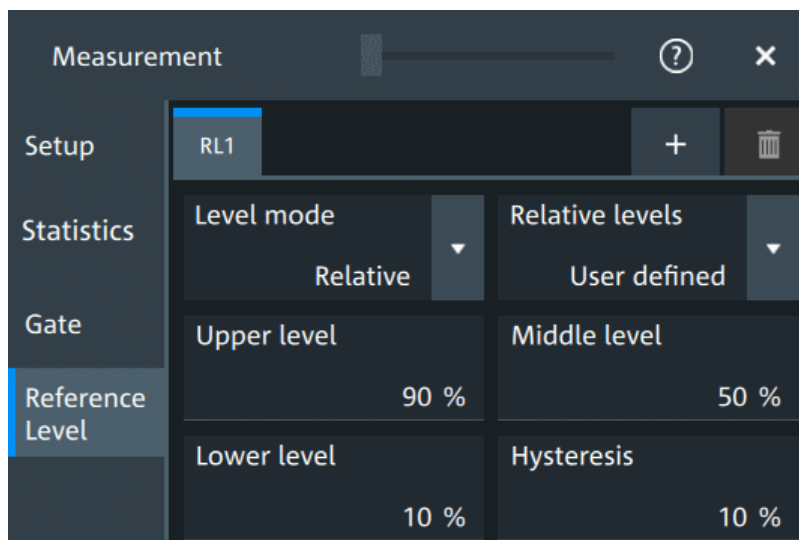 Measurement
?
×
Setup
RL1
+
Statistics
Level mode
Relative
Relative levels
User defined
Gate
Upper level
90 %
Middle level
50 %
Reference
Level
Lower level
10 %
Hysteresis
10 %